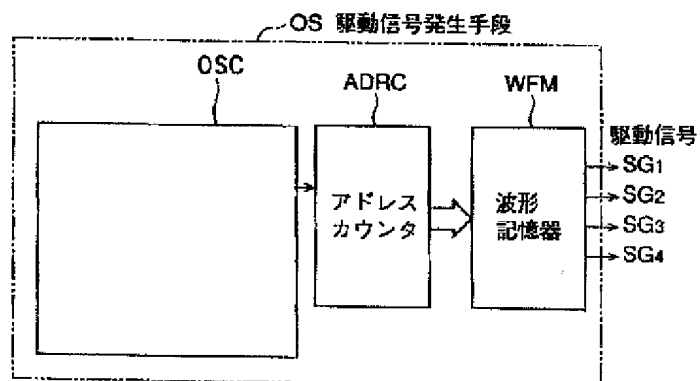 OS 駆動信号発生手段
OSC
ADRC
WFM
アドレス
カウンタ
波形
記憶器
駆動信号
SG1
SG2
SG3
SG4